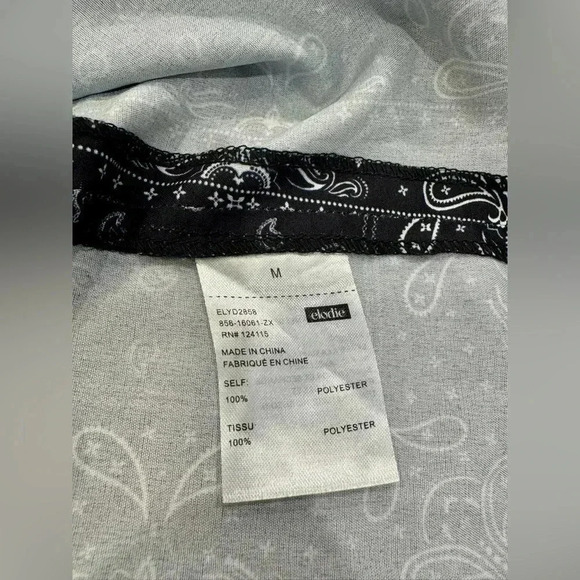 M
ELYD2858
elodie
858-16061-ZX
RN# 124115
MADE IN CHINA
FABRIQUÉ EN CHINE
SELF:
100% POLYESTER
TISSU
100% POLYESTER